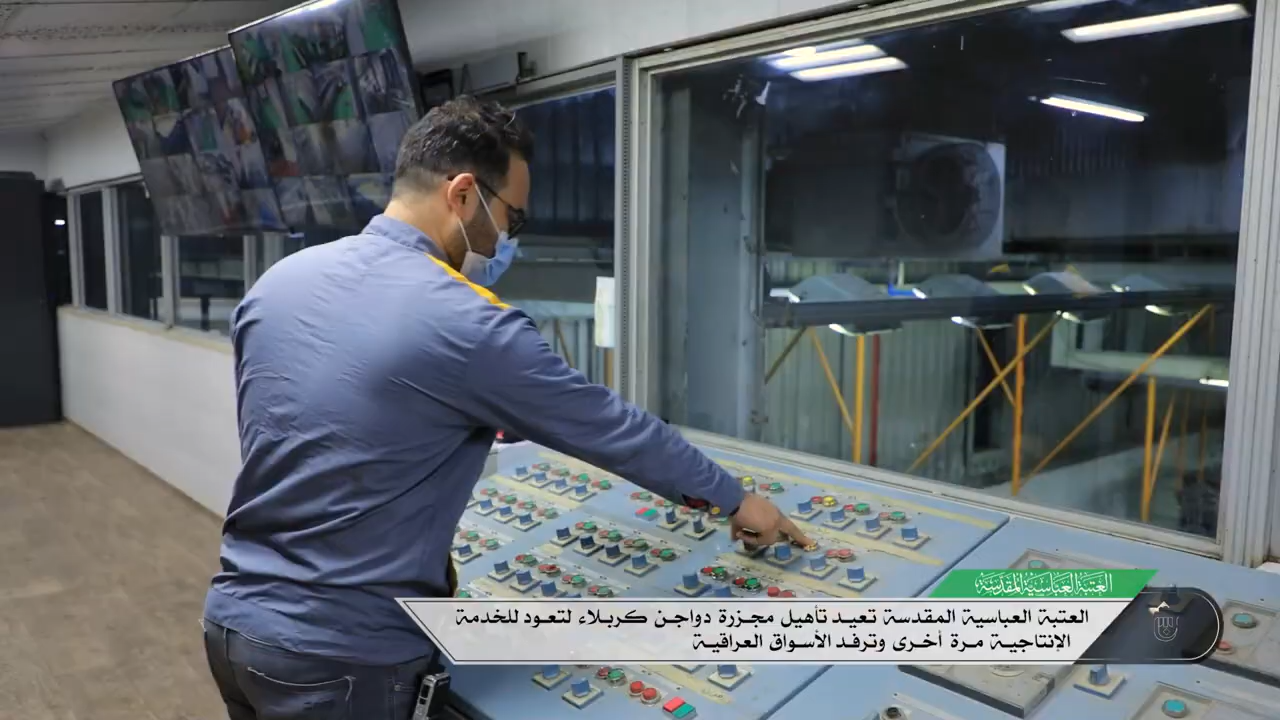 العتبة العباسية المقدسة
العتبة العباسية المقدسة تعيد تأهيل مجزرة دواجن كربلاء لتعود للخدمة
الإنتاجية مرة أخرى وترفد الأسواق العراقية